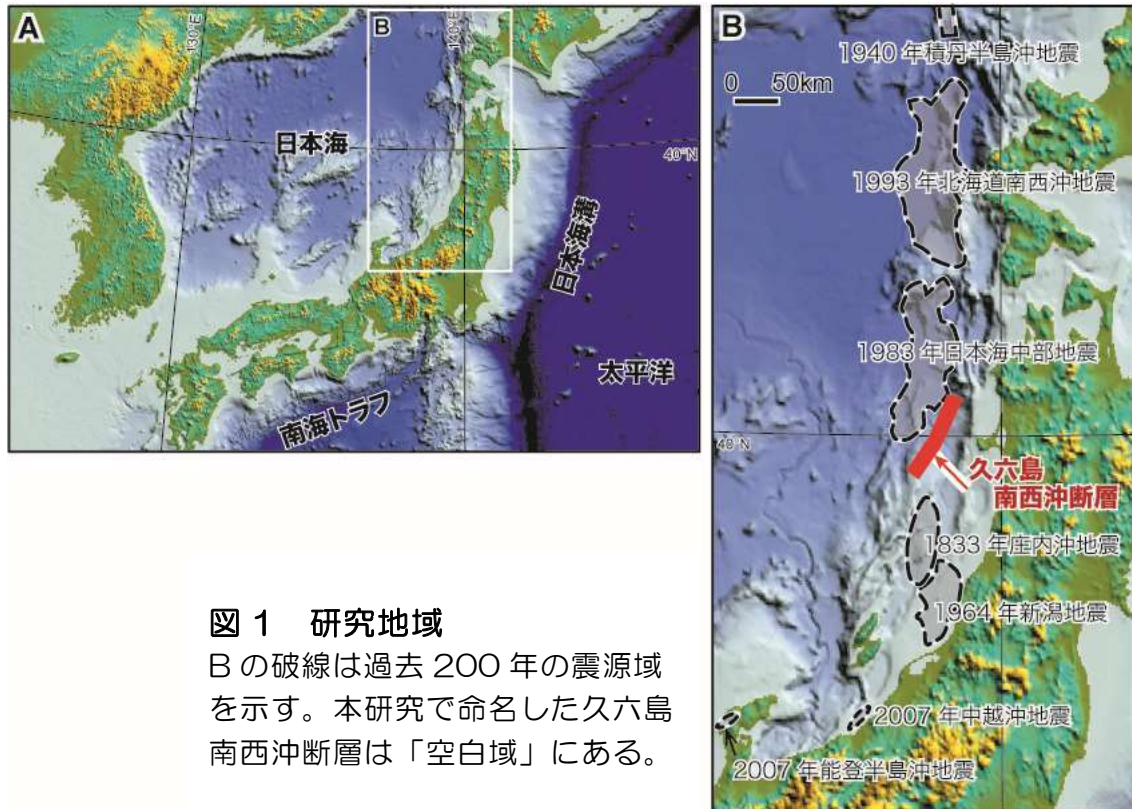 A
130°E
B
140°E
40°N
日本海
日本海溝
太平洋
南海トラフ
B
1940 年積丹半島沖地震
0 50km
1993 年北海道南西沖地震
1983 年日本海中部地震
40°N
久六島
南西沖断層
1833 年庄内沖地震
1964 年新潟地震
2007 年中越沖地震
2007 年能登半島沖地震
図 1 研究地域
B の破線は過去 200 年の震源域
を示す。本研究で命名した久六島
南西沖断層は「空白域」にある。